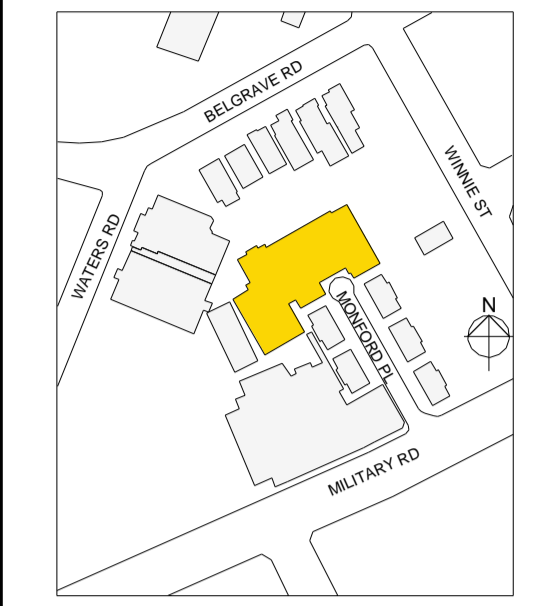 BELGRAVE RD
WINNIE ST
WATERS RD
N
MONFORD PL
MILITARY RD